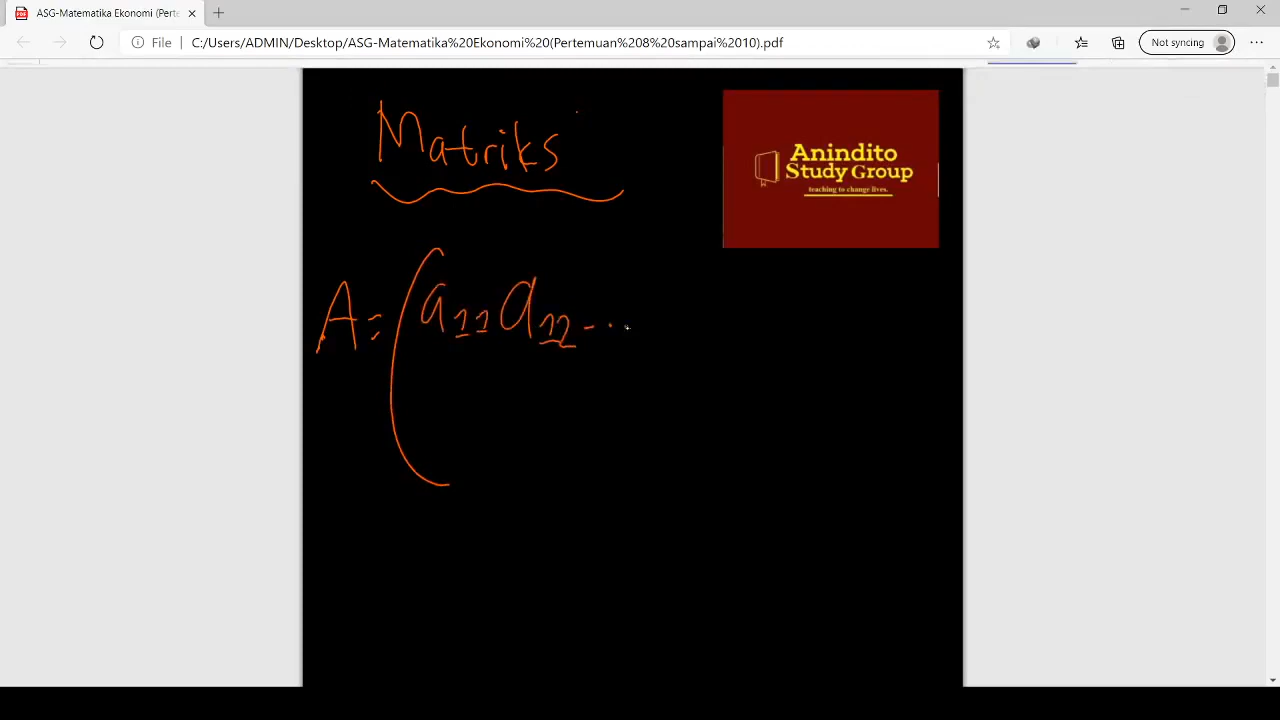 ASG-Matematika Ekonomi (Perte
File
C:/Users/ADMIN/Desktop/ASG-Matematika%20Ekonomi%20(Pertemuan%208%20sampai%2010).pdf
Not syncing
Matriks
Anindito
Study Group
teaching to change lives.
A = ( a11 a12 ...